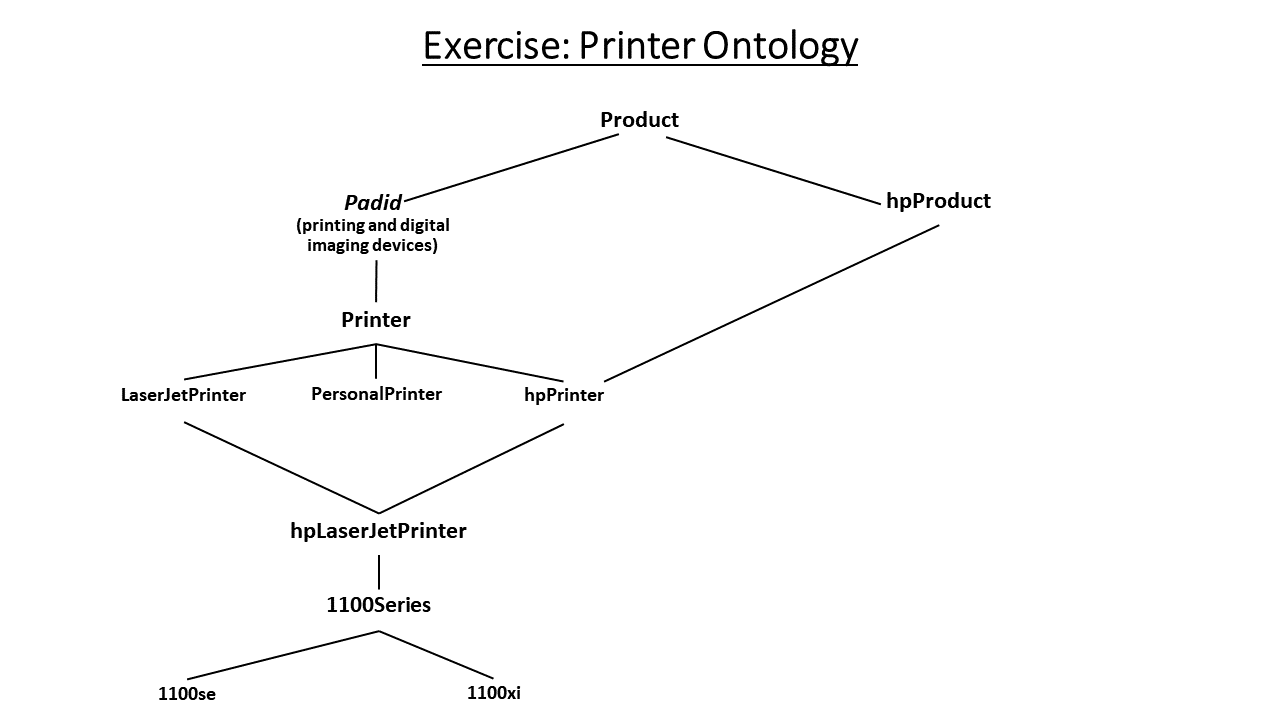 Exercise: Printer Ontology
Product
Padid
(printing and digital
imaging devices)
hpProduct
Printer
LaserJetPrinter
PersonalPrinter
hpPrinter
hpLaserJetPrinter
1100Series
1100se
1100xi